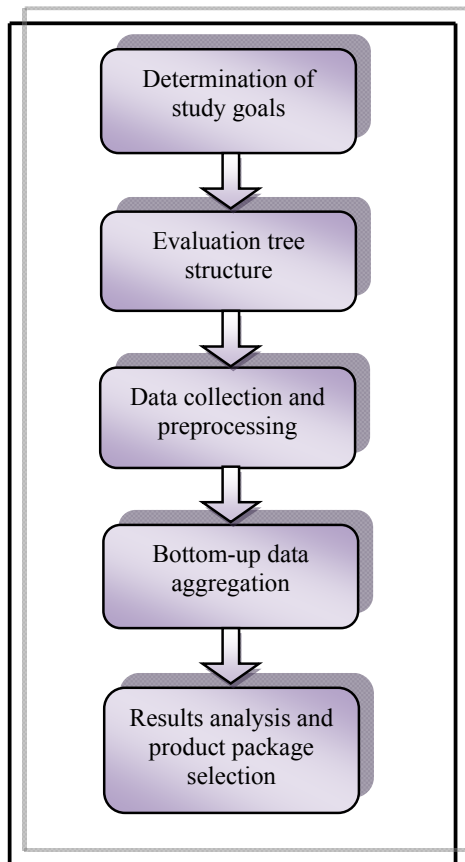 Determination of
study goals
Evaluation tree
structure
Data collection and
preprocessing
Bottom-up data
aggregation
Results analysis and
product package
selection